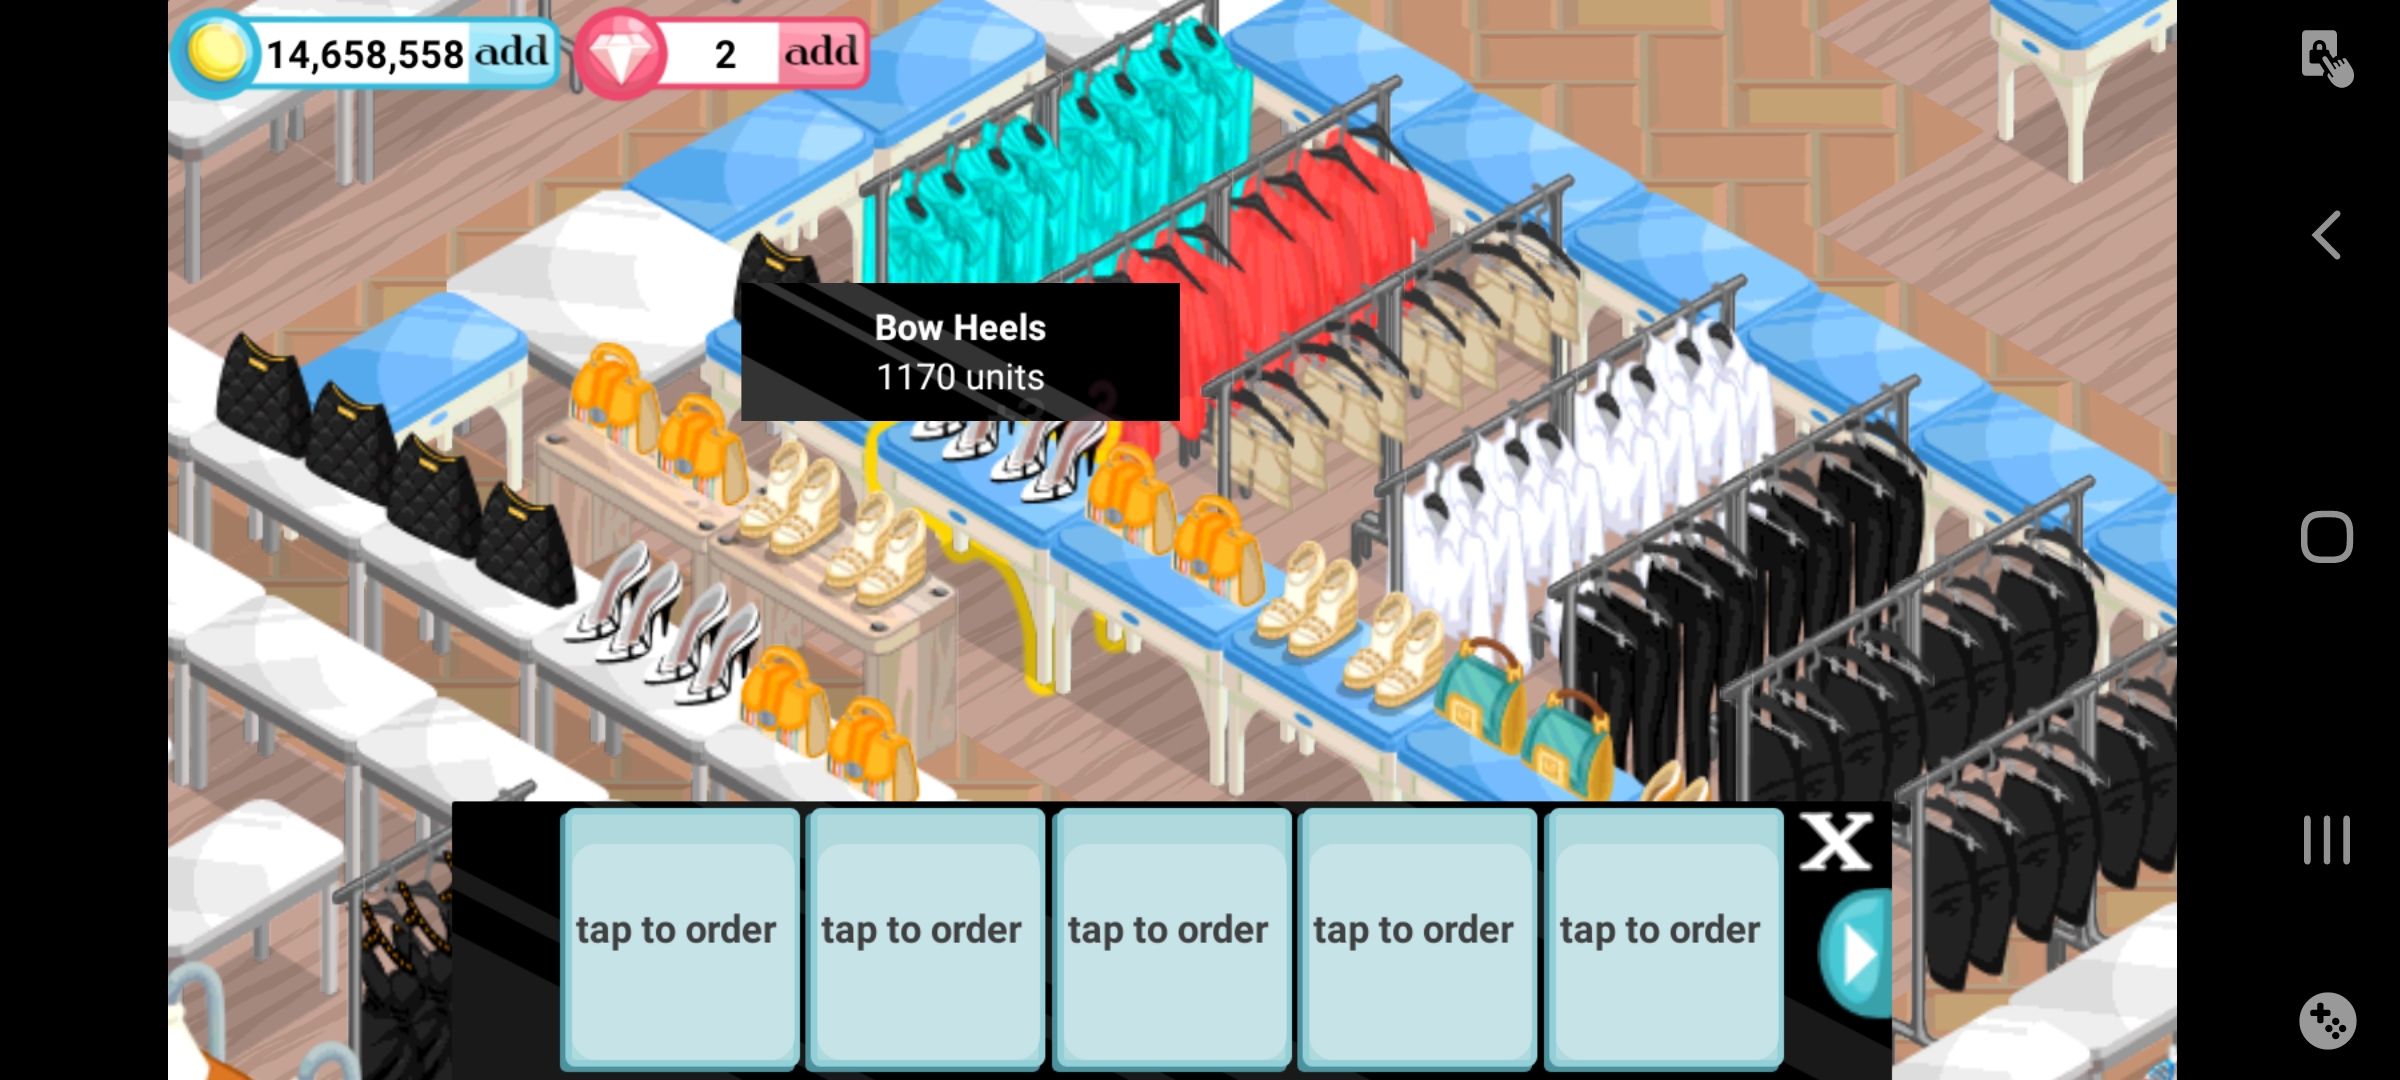 14,658,558 add 2 add
Bow Heels
1170 units
tap to order tap to order tap to order tap to order tap to order
X